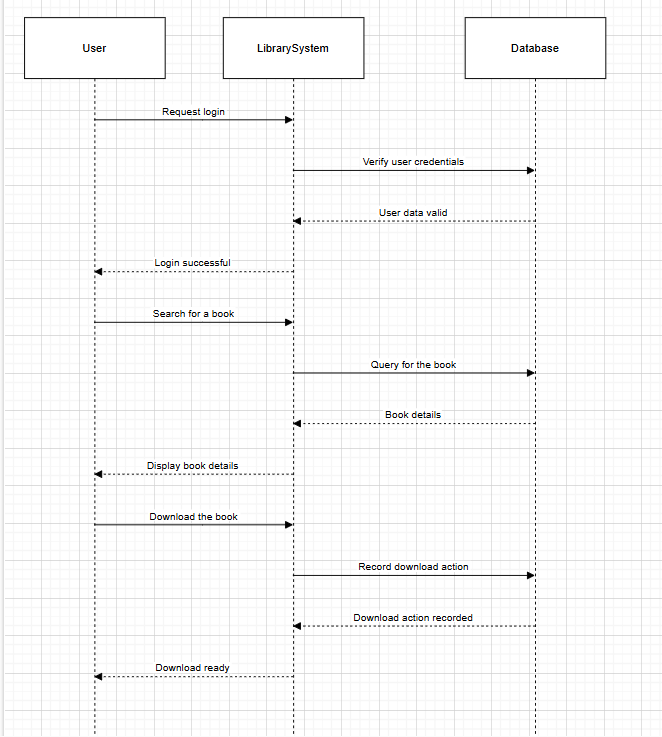 User
LibrarySystem
Database
Request login
Verify user credentials
User data valid
Login successful
Search for a book
Query for the book
Book details
Display book details
Download the book
Record download action
Download action recorded
Download ready